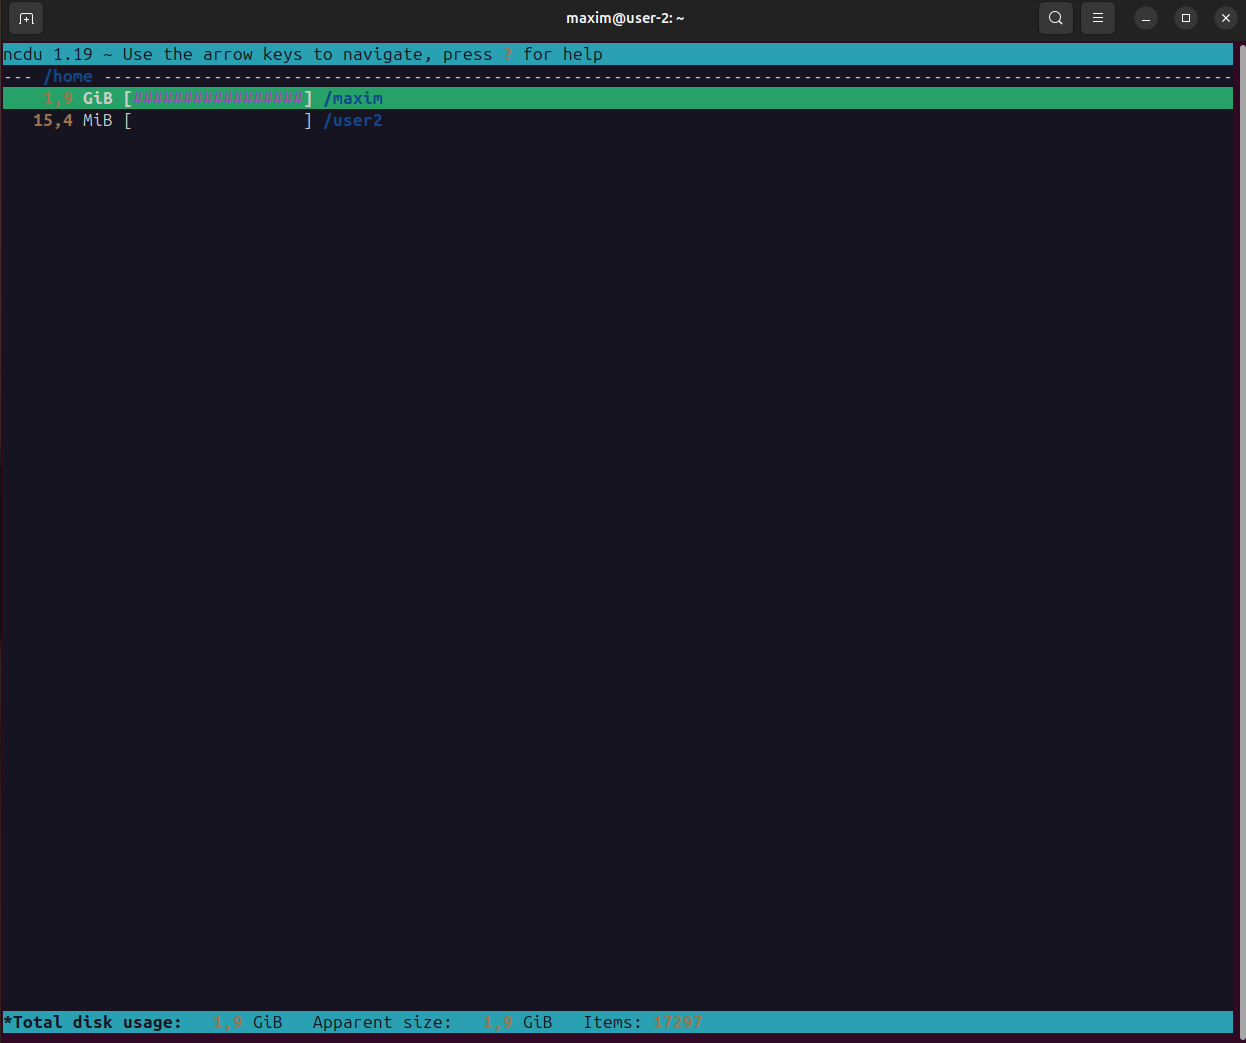 maxim@user-2: ~
ncdu 1.19 ~ Use the arrow keys to navigate, press ? for help
--- /home -----------------------------------------------------------------------------------------------------------------
    1,9 GiB [#################] /maxim
   15,4 MiB [                 ] /user2
*Total disk usage:   1,9 GiB   Apparent size:   1,9 GiB   Items: 17297